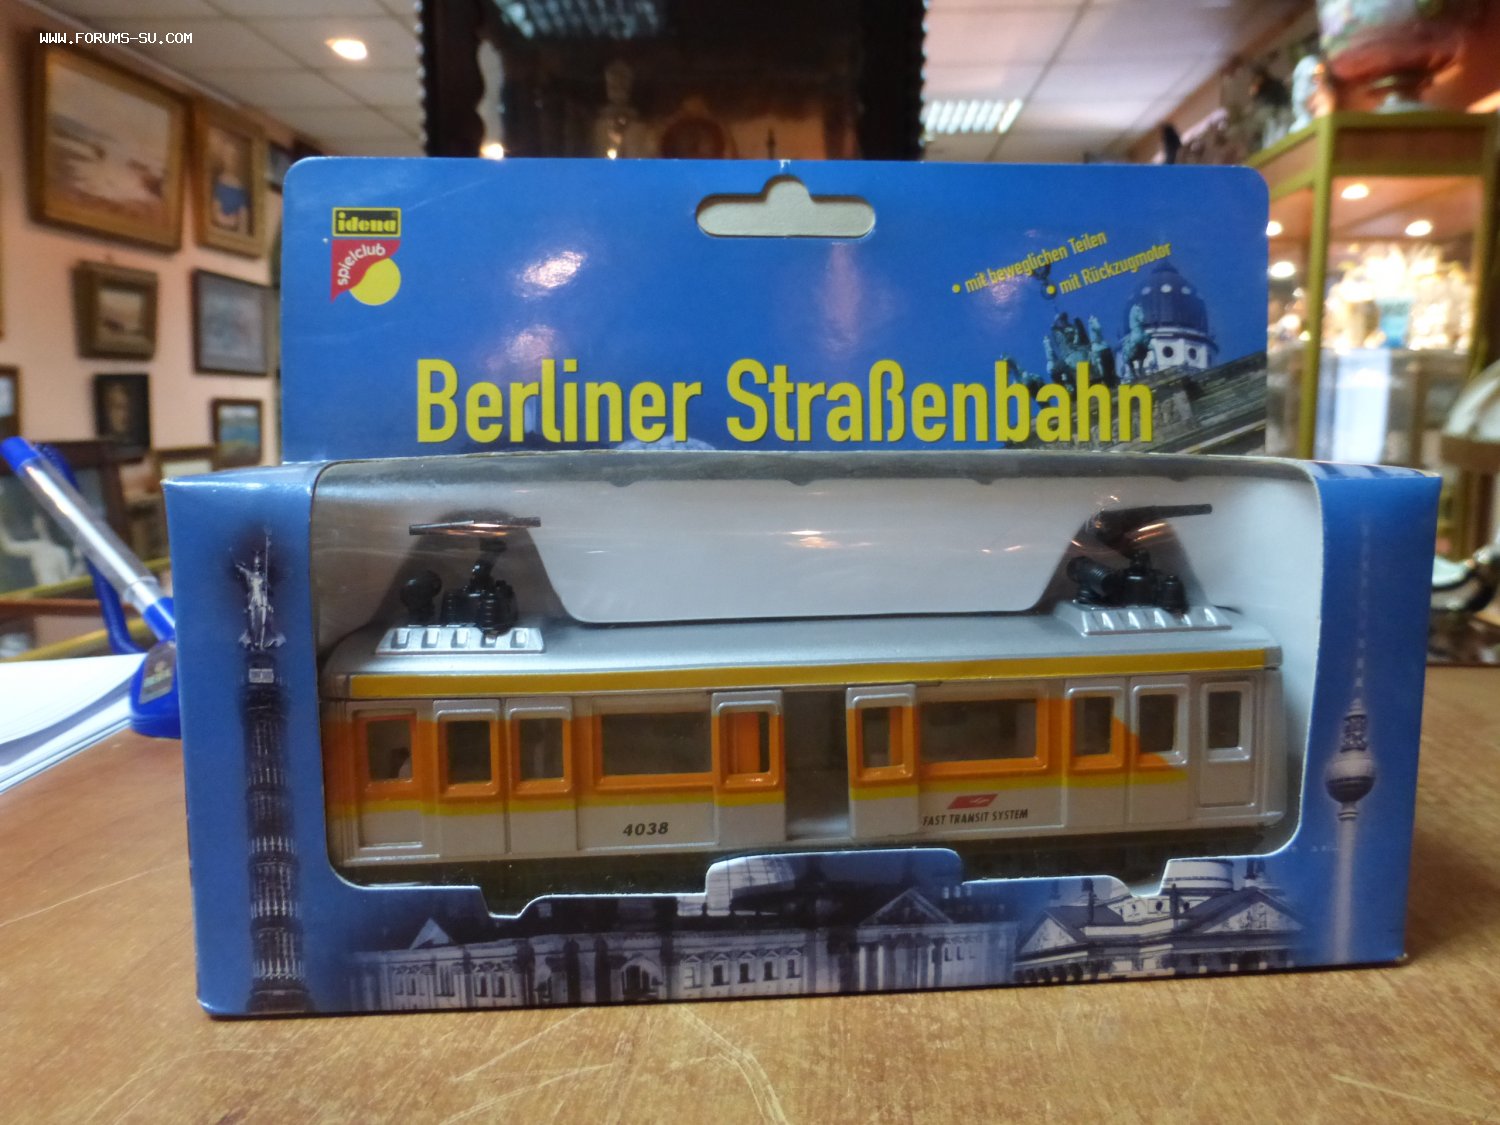 WWW.FORUMS-SU.COM
idena
spielclub
• mit beweglichen Teilen
• mit Rückzugmotor
Berliner Straßenbahn
4038
FAST TRANSIT SYSTEM